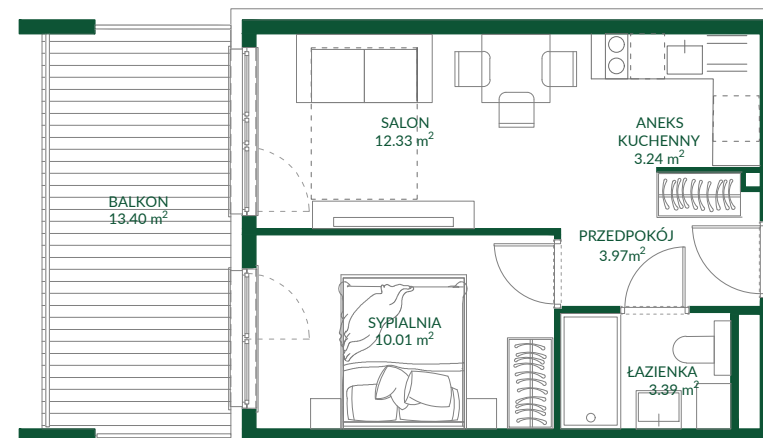 SALON
12.33 m²
ANEKS
KUCHENNY
3.24 m²
BALKON
13.40 m²
PRZEDPOKÓJ
3.97m²
SYPIALNIA
10.01 m²
ŁAZIENKA
3.39 m²